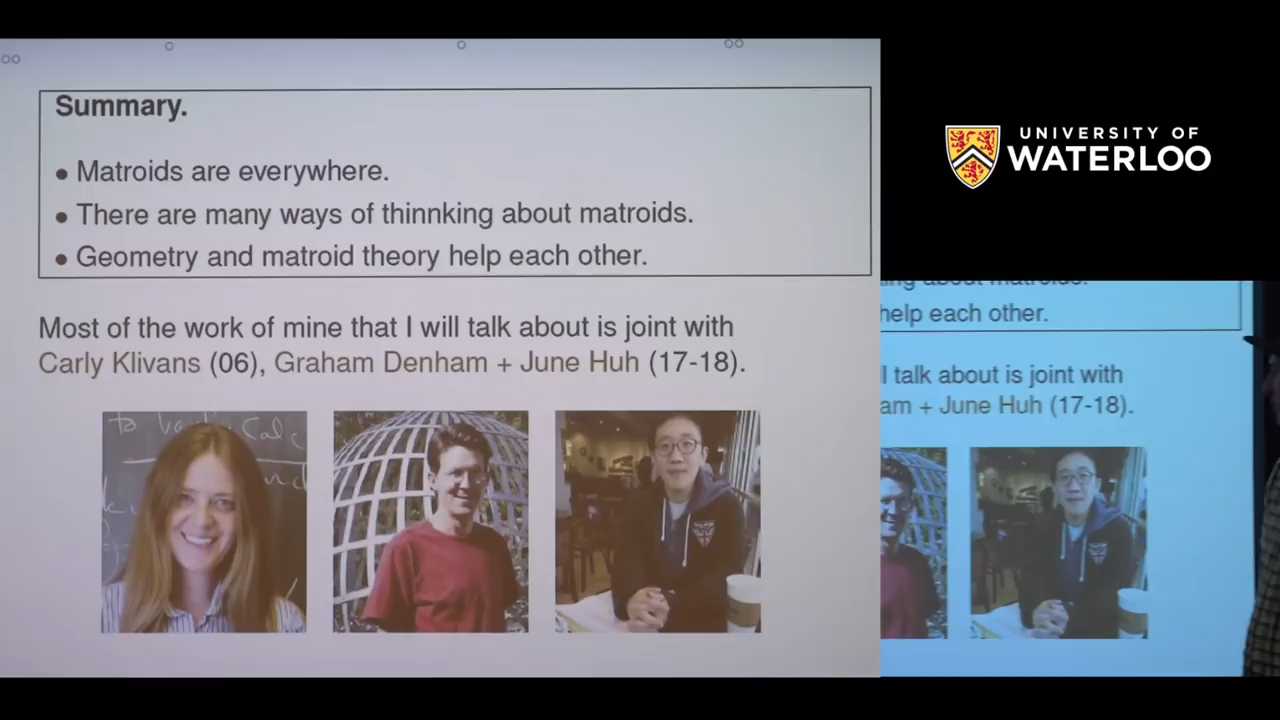 Summary.
• Matroids are everywhere.
• There are many ways of thinnking about matroids.
• Geometry and matroid theory help each other.
Most of the work of mine that I will talk about is joint with
Carly Klivans (06), Graham Denham + June Huh (17-18).
UNIVERSITY OF
WATERLOO
help each other.
I talk about is joint with
am + June Huh (17-18).